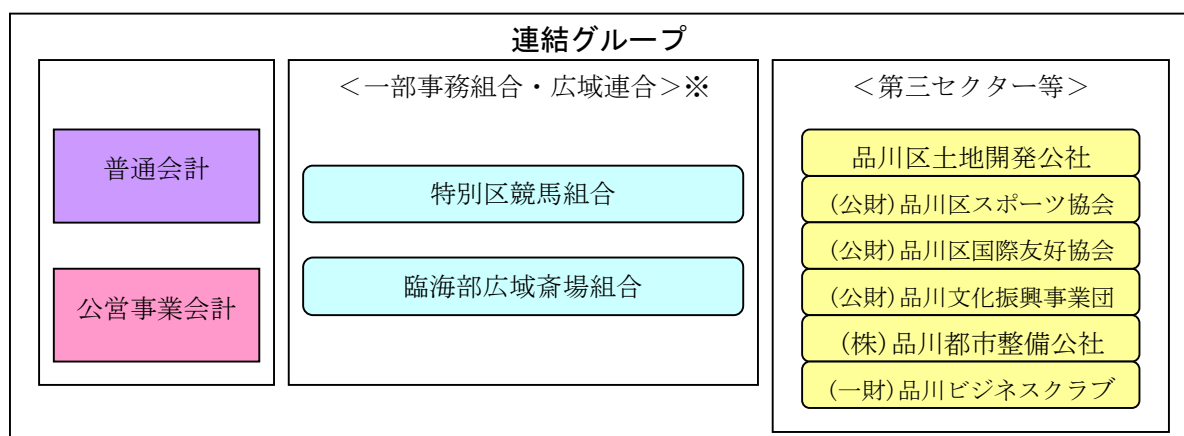 連結グループ
普通会計
公営事業会計
＜一部事務組合・広域連合＞※
特別区競馬組合
臨海部広域斎場組合
＜第三セクター等＞
品川区土地開発公社
(公財)品川区スポーツ協会
(公財)品川区国際友好協会
(公財)品川文化振興事業団
(株)品川都市整備公社
(一財)品川ビジネスクラブ